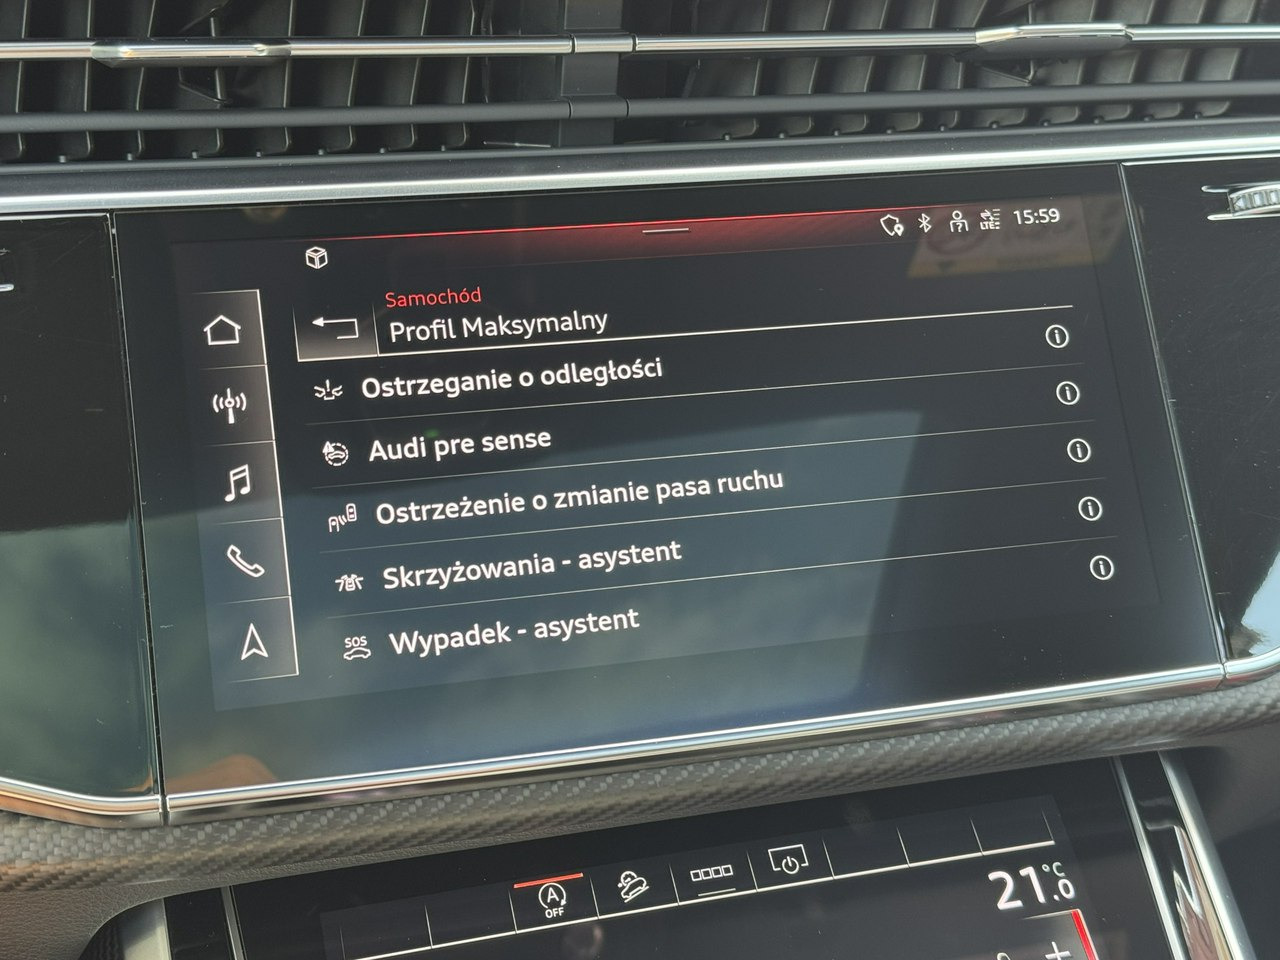 LTE
15:59
Samochód
Profil Maksymalny
Ostrzeganie o odległości
Audi pre sense
Ostrzeżenie o zmianie pasa ruchu
Skrzyżowania - asystent
SOS
Wypadek - asystent
A
OFF
21.0 °C